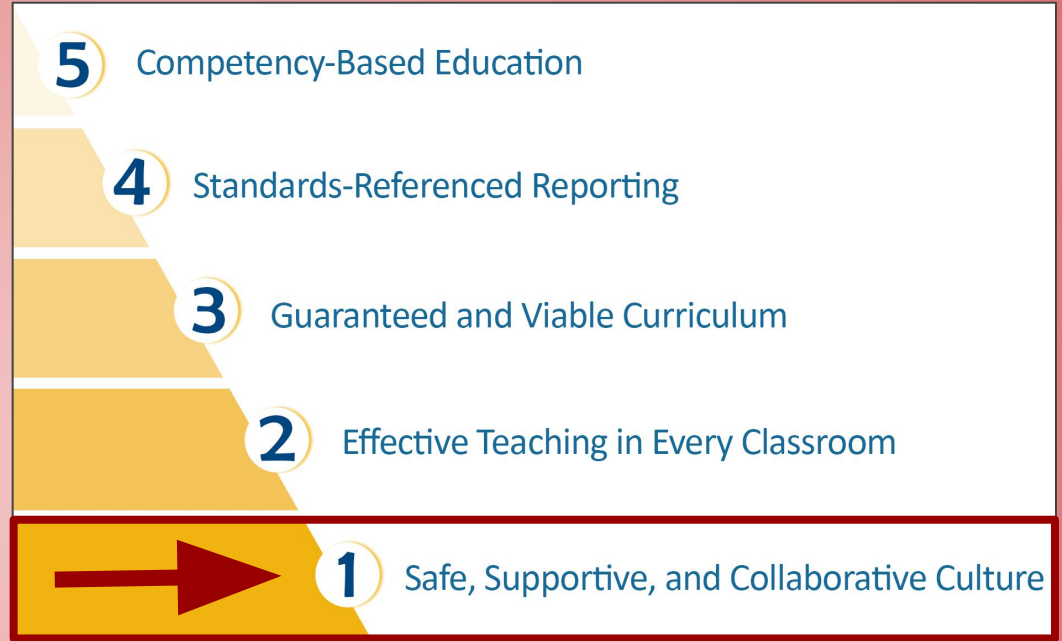 5 Competency-Based Education
4 Standards-Referenced Reporting
3 Guaranteed and Viable Curriculum
2 Effective Teaching in Every Classroom
1 Safe, Supportive, and Collaborative Culture